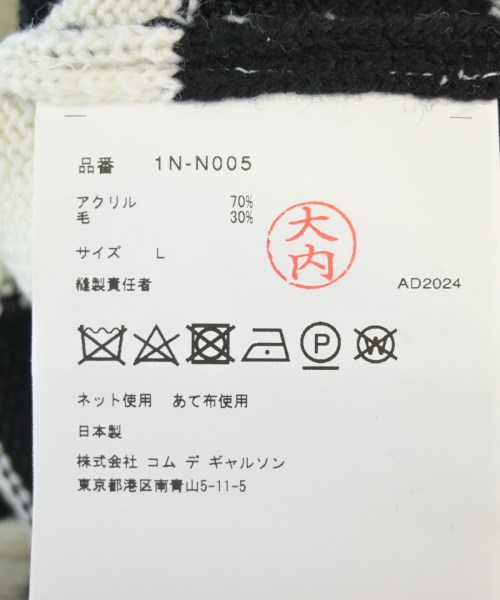 品番 1N-N005
アクリル 70%
毛 30%
大内
サイズ L
縫製責任者 AD2024
P
W
ネット使用 あて布使用
日本製
株式会社 コム デ ギャルソン
東京都港区南青山5-11-5